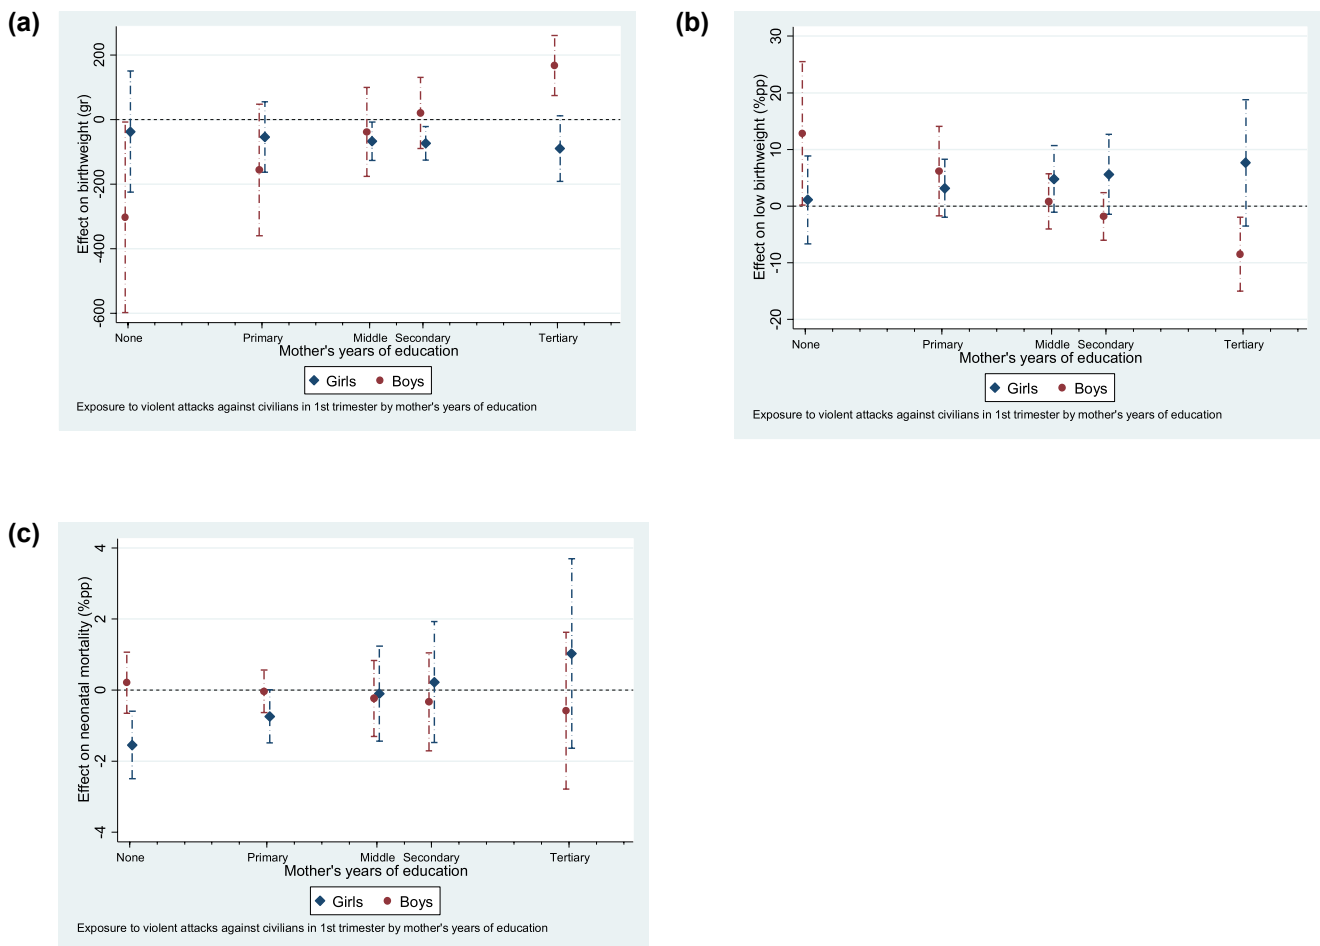 (a)
Effect on birthweight (gr)
200
0
-200
-400
-600
None Primary Middle Secondary Tertiary
Mother's years of education
Girls Boys
Exposure to violent attacks against civilians in 1st trimester by mother's years of education
(b)
Effect on low birthweight (%pp)
30
20
10
0
-10
-20
None Primary Middle Secondary Tertiary
Mother's years of education
Girls Boys
Exposure to violent attacks against civilians in 1st trimester by mother's years of education
(c)
Effect on neonatal mortality (%pp)
4
2
0
-2
-4
None Primary Middle Secondary Tertiary
Mother's years of education
Girls Boys
Exposure to violent attacks against civilians in 1st trimester by mother's years of education